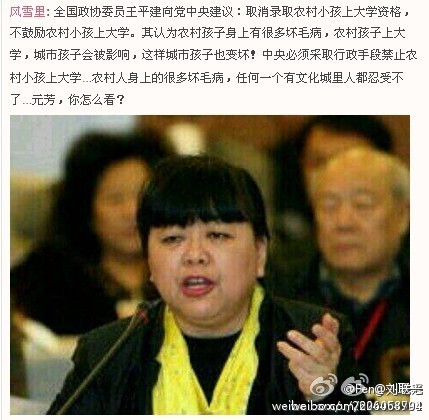 风雪里: 全国政协委员王平建向党中央建议：取消录取农村小孩上大学资格，
不鼓励农村小孩上大学。其认为农村孩子身上有很多坏毛病，农村孩子上大
学，城市孩子会被影响，这样城市孩子也变坏！中央必须采取行政手段禁止农
村小孩上大学...农村人身上的很多坏毛病，任何一个有文化城里人都忍受不
了...元芳，你怎么看？
@Fen@刘联光